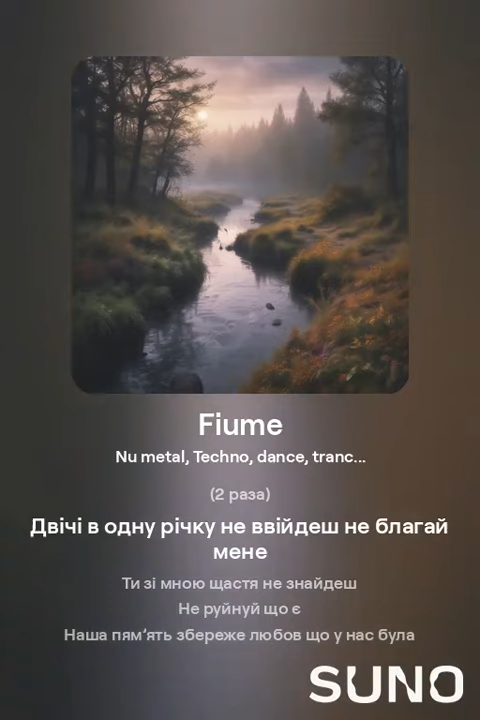 Fiume
Nu metal, Techno, dance, tranc...
(2 раза)
Двічі в одну річку не ввійдеш не благай
мене
Ти зі мною щастя не знайдеш
Не руйнуй що є
Наша пам‘ять збереже любов що у нас була
SUNO